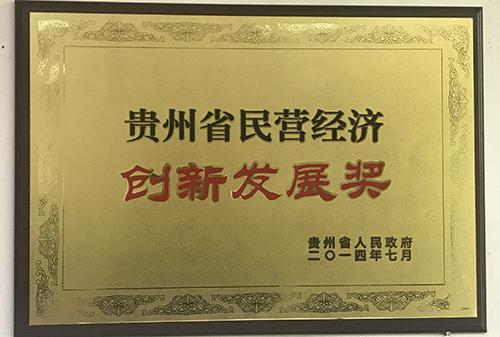 贵州省民营经济
创新发展奖
贵州省人民政府
二〇一四年七月